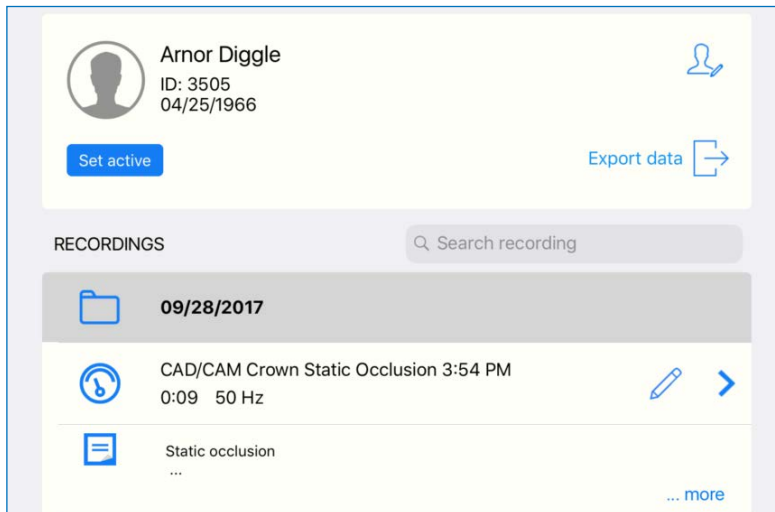 Arnor Diggle
ID: 3505
04/25/1966
Set active
Export data
RECORDINGS
Search recording
09/28/2017
CAD/CAM Crown Static Occlusion 3:54 PM
0:09 50 Hz
Static occlusion
...
... more